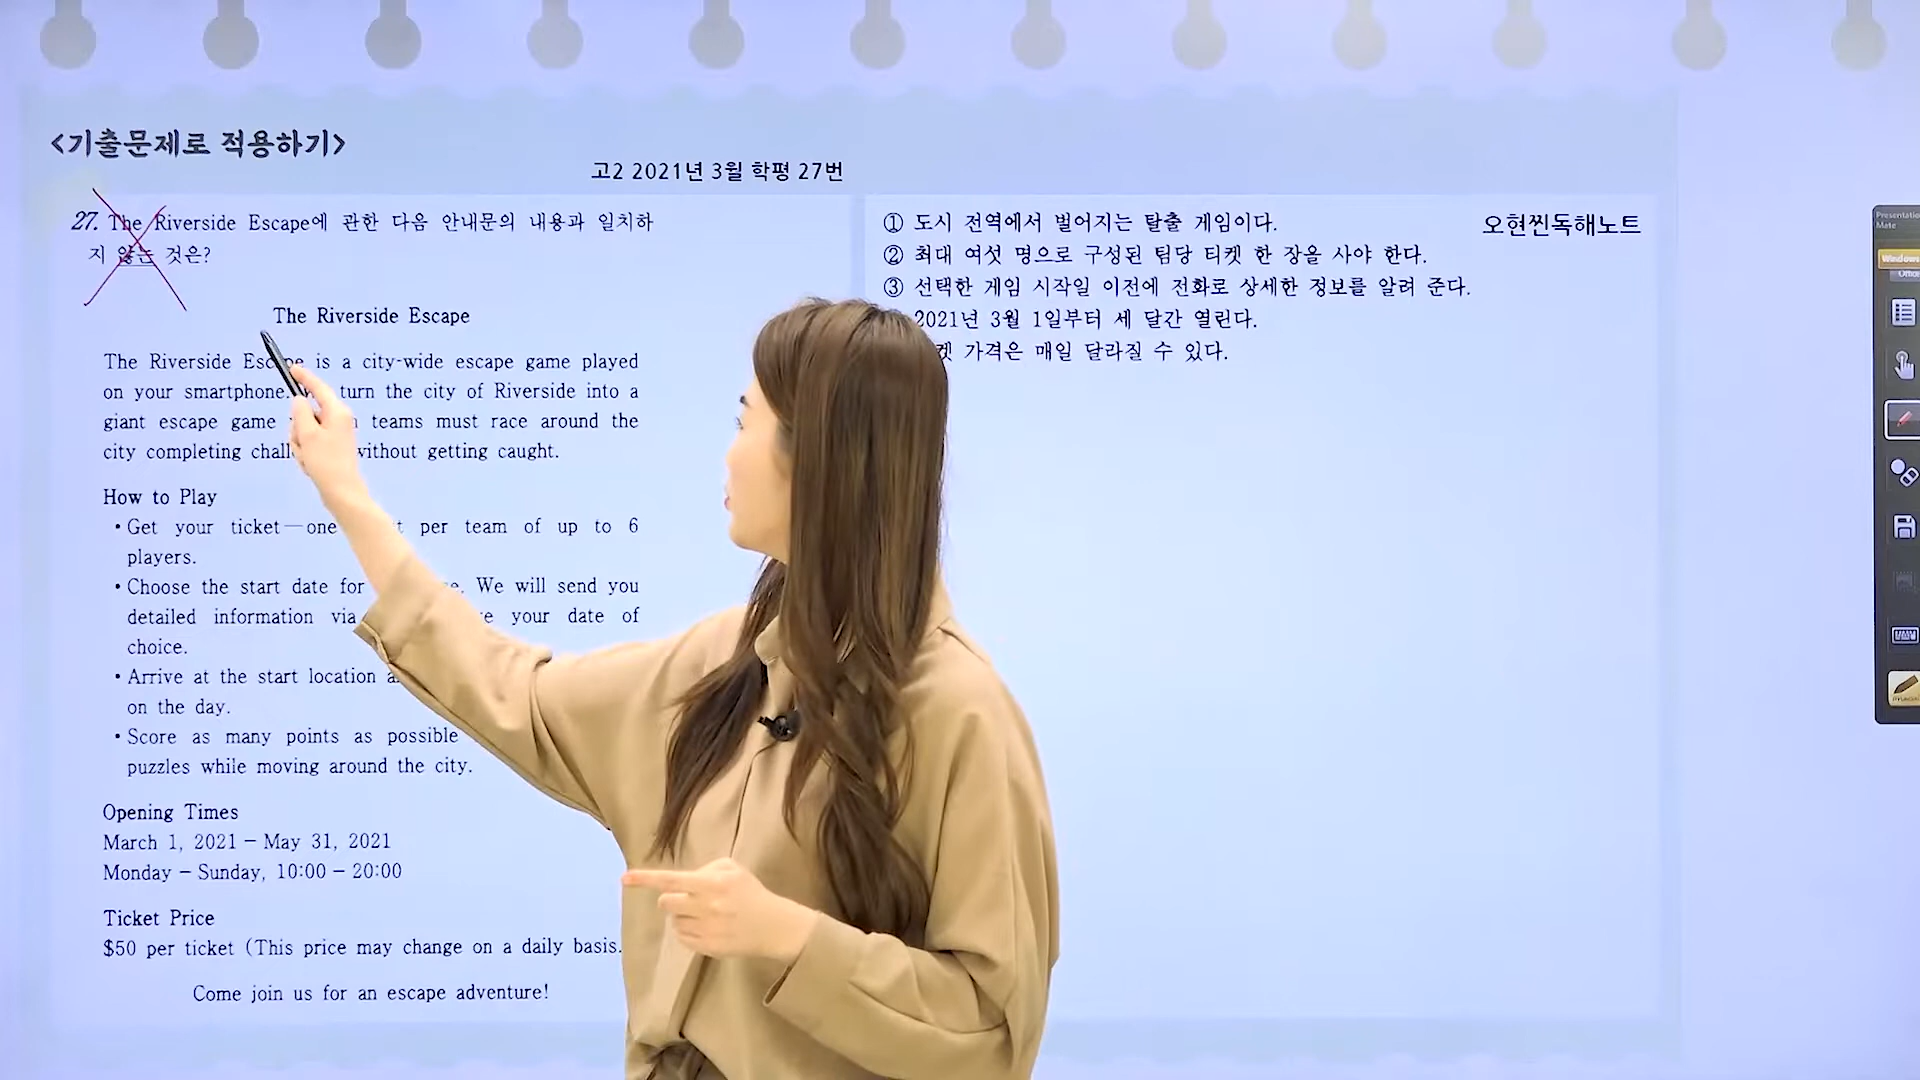 <기출문제로 적용하기>
고2 2021년 3월 학평 27번
27. The Riverside Escape에 관한 다음 안내문의 내용과 일치하
지 않는 것은?
The Riverside Escape
The Riverside Escape is a city-wide escape game played
on your smartphone. turn the city of Riverside into a
giant escape game teams must race around the
city completing without getting caught.
How to Play
• Get your ticket — one per team of up to 6
players.
• Choose the start date for We will send you
detailed information via your date of
choice.
• Arrive at the start location
on the day.
• Score as many points as possible
puzzles while moving around the city.
Opening Times
March 1, 2021 – May 31, 2021
Monday – Sunday, 10:00 – 20:00
Ticket Price
$50 per ticket (This price may change on a daily basis.
Come join us for an escape adventure!
① 도시 전역에서 벌어지는 탈출 게임이다.
② 최대 여섯 명으로 구성된 팀당 티켓 한 장을 사야 한다.
③ 선택한 게임 시작일 이전에 전화로 상세한 정보를 알려 준다.
2021년 3월 1일부터 세 달간 열린다.
가격은 매일 달라질 수 있다.
오현찐독해노트
Presentation
Mate
Windows